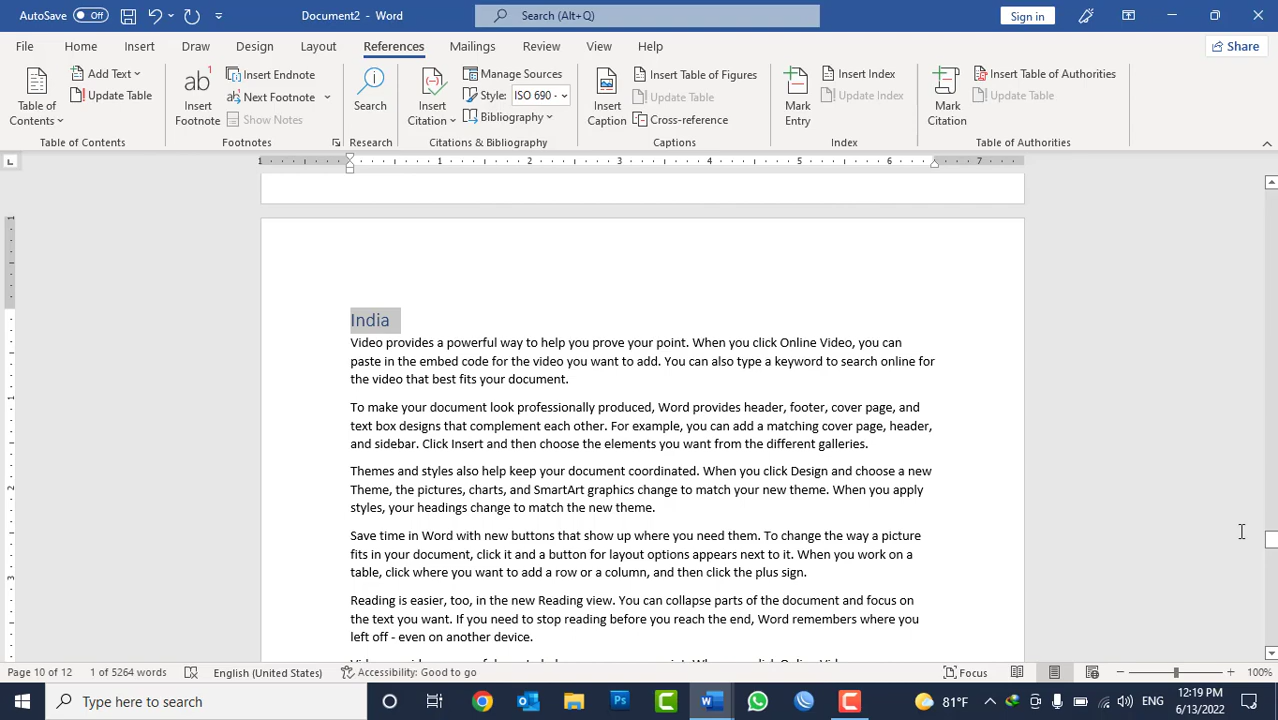 AutoSave Off Document2 - Word Search (Alt+Q) Sign in
File Home Insert Draw Design Layout References Mailings Review View Help Share
Table of Contents
Add Text
Update Table
Table of Contents
ab
Insert Footnote
Insert Endnote
Next Footnote
Show Notes
Footnotes
Search
Research
Insert Citation
Manage Sources
Style: ISO 690 -
Bibliography
Citations & Bibliography
Insert Caption
Insert Table of Figures
Update Table
Cross-reference
Captions
Mark Entry
Insert Index
Update Index
Index
Mark Citation
Insert Table of Authorities
Update Table
Table of Authorities
1 1 2 3 4 5 6 7
1
1
2
3
India
Video provides a powerful way to help you prove your point. When you click Online Video, you can
paste in the embed code for the video you want to add. You can also type a keyword to search online for
the video that best fits your document.
To make your document look professionally produced, Word provides header, footer, cover page, and
text box designs that complement each other. For example, you can add a matching cover page, header,
and sidebar. Click Insert and then choose the elements you want from the different galleries.
Themes and styles also help keep your document coordinated. When you click Design and choose a new
Theme, the pictures, charts, and SmartArt graphics change to match your new theme. When you apply
styles, your headings change to match the new theme.
Save time in Word with new buttons that show up where you need them. To change the way a picture
fits in your document, click it and a button for layout options appears next to it. When you work on a
table, click where you want to add a row or a column, and then click the plus sign.
Reading is easier, too, in the new Reading view. You can collapse parts of the document and focus on
the text you want. If you need to stop reading before you reach the end, Word remembers where you
left off - even on another device.
Page 10 of 12 1 of 5264 words English (United States) Accessibility: Good to go Focus 100%
Type here to search 81°F ENG 12:19 PM
6/13/2022